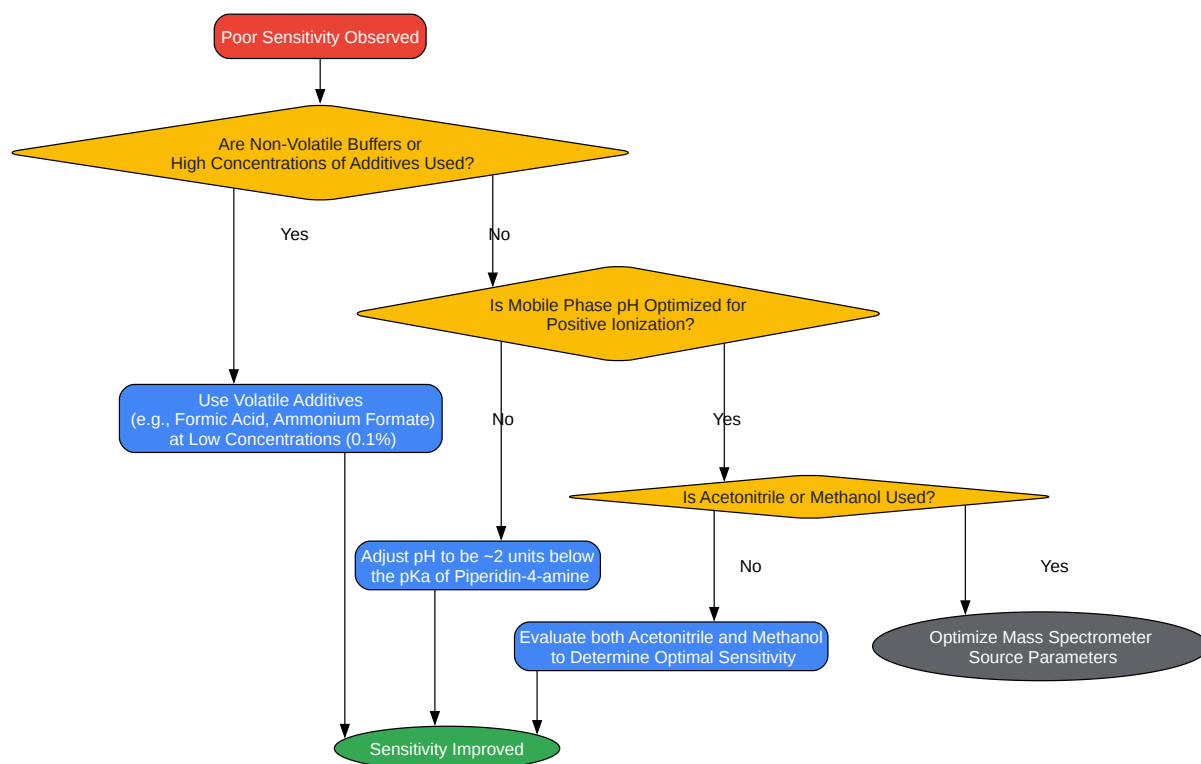 Poor Sensitivity Observed
Are Non-Volatile Buffers or
High Concentrations of Additives Used?
Yes
No
Is Mobile Phase pH Optimized for
Positive Ionization?
Use Volatile Additives
(e.g., Formic Acid, Ammonium Formate)
at Low Concentrations (0.1%)
No
Yes
Is Acetonitrile or Methanol Used?
Adjust pH to be ~2 units below
the pKa of Piperidin-4-amine
No
Yes
Evaluate both Acetonitrile and Methanol
to Determine Optimal Sensitivity
Optimize Mass Spectrometer
Source Parameters
Sensitivity Improved